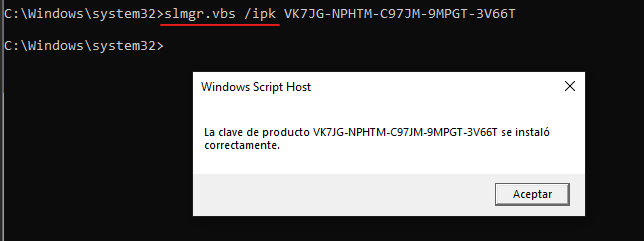 C:\Windows\system32>slmgr.vbs /ipk VK7JG-NPHTM-C97JM-9MPGT-3V66T
C:\Windows\system32>
Windows Script Host
La clave de producto VK7JG-NPHTM-C97JM-9MPGT-3V66T se instaló
correctamente.
Aceptar